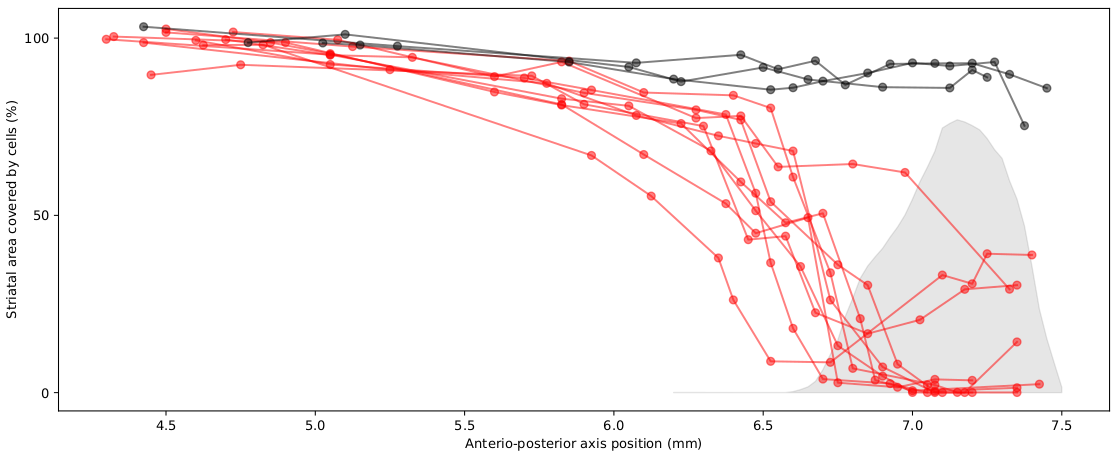 Striatal area covered by cells (%)
100
50
0
4.5 5.0 5.5 6.0 6.5 7.0 7.5
Anterio-posterior axis position (mm)